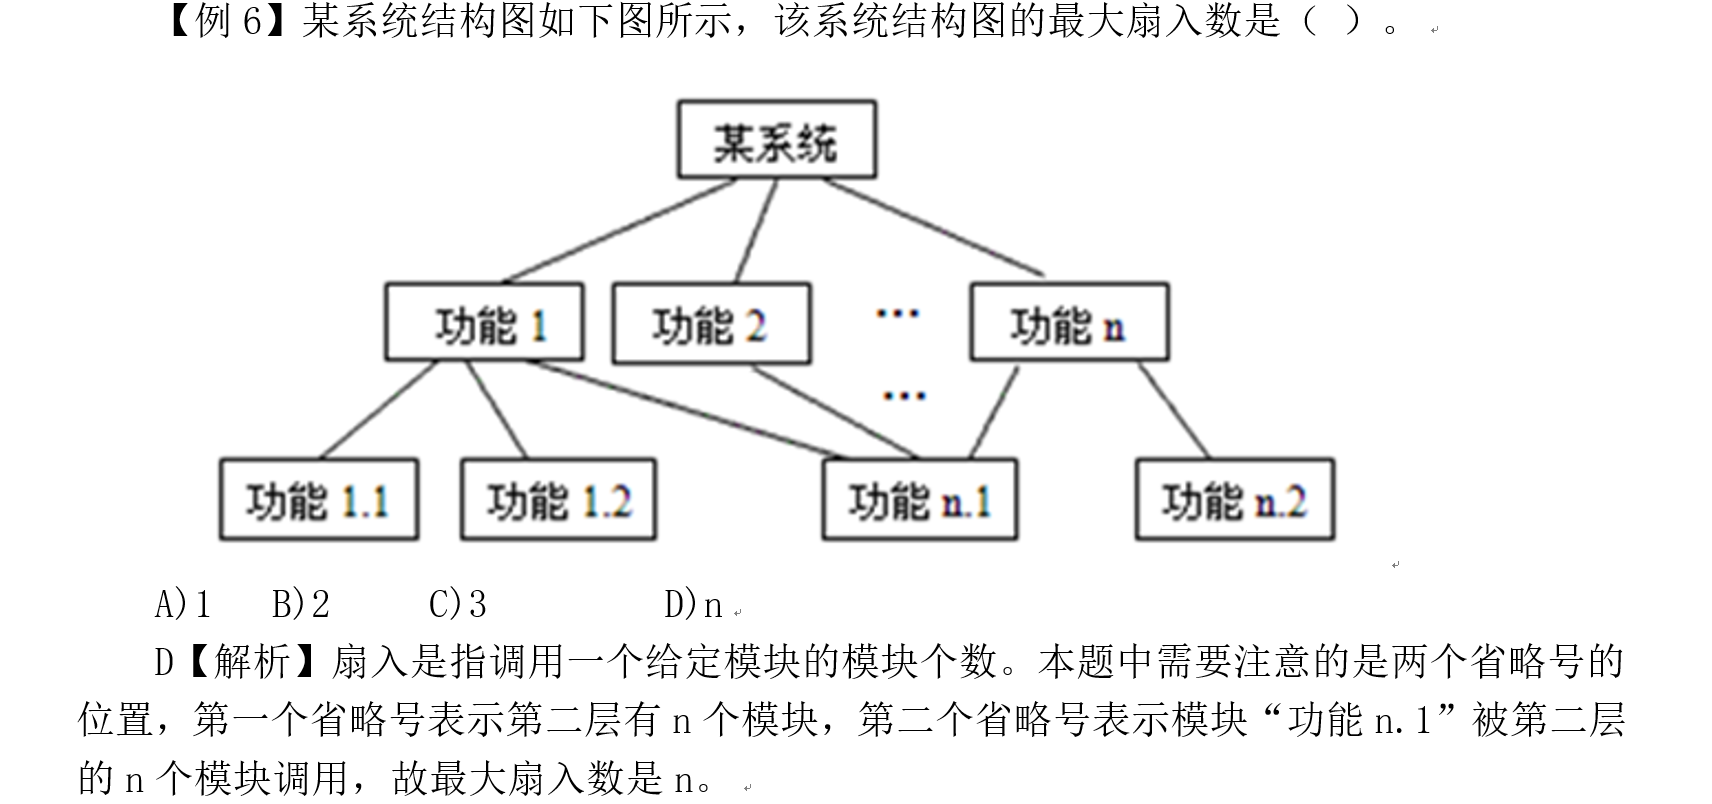 【例6】某系统结构图如下图所示，该系统结构图的最大扇入数是（ ）。
某系统
功能1 功能2 … 功能n
…
功能1.1 功能1.2 功能n.1 功能n.2
A)1 B)2 C)3 D)n
D【解析】扇入是指调用一个给定模块的模块个数。本题中需要注意的是两个省略号的
位置，第一个省略号表示第二层有n个模块，第二个省略号表示模块“功能n.1”被第二层
的n个模块调用，故最大扇入数是n。